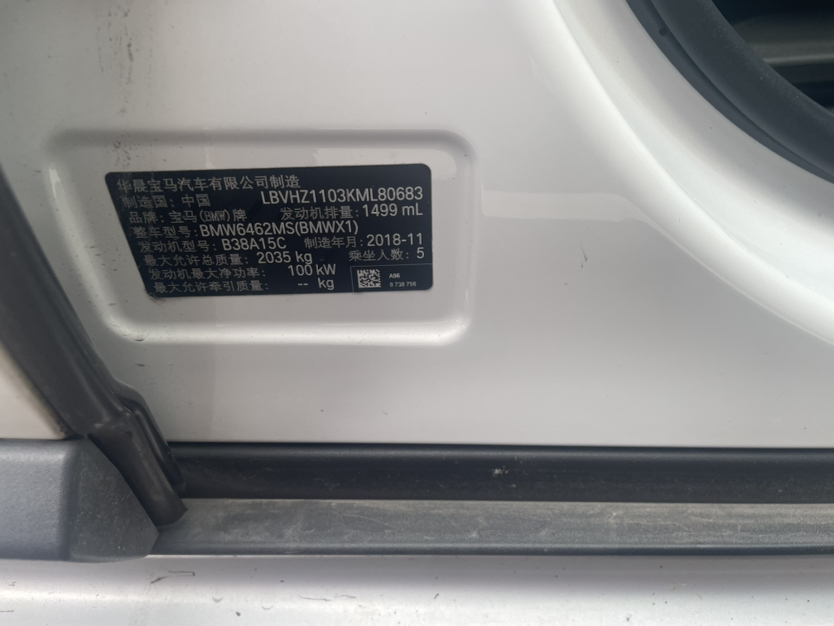 华晨宝马汽车有限公司制造
制造国: 中国 LBVHZ1103KML80683
品牌: 宝马(BMW)牌 发动机排量: 1499 mL
整车型号: BMW6462MS(BMWX1)
发动机型号: B38A15C 制造年月: 2018-11
最大允许总质量: 2035 kg 乘坐人数: 5
发动机最大净功率: 100 kW
最大允许牵引质量: -- kg
A96